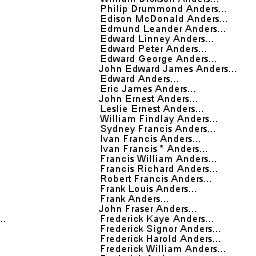 William Dickson Anders...
Philip Drummond Anders...
Edison McDonald Anders...
Edmund Leander Anders...
Edward Linney Anders...
Edward Peter Anders...
Edward George Anders...
John Edward James Anders...
Edward Anders...
Eric James Anders...
John Ernest Anders...
Leslie Ernest Anders...
William Findlay Anders...
Sydney Francis Anders...
Ivan Francis Anders...
Ivan Francis * Anders...
Francis William Anders...
Francis Richard Anders...
Robert Francis Anders...
Frank Louis Anders...
Frank Anders...
John Fraser Anders...
...
Frederick Kaye Anders...
Frederick Signor Anders...
Frederick Harold Anders...
Frederick William Anders...